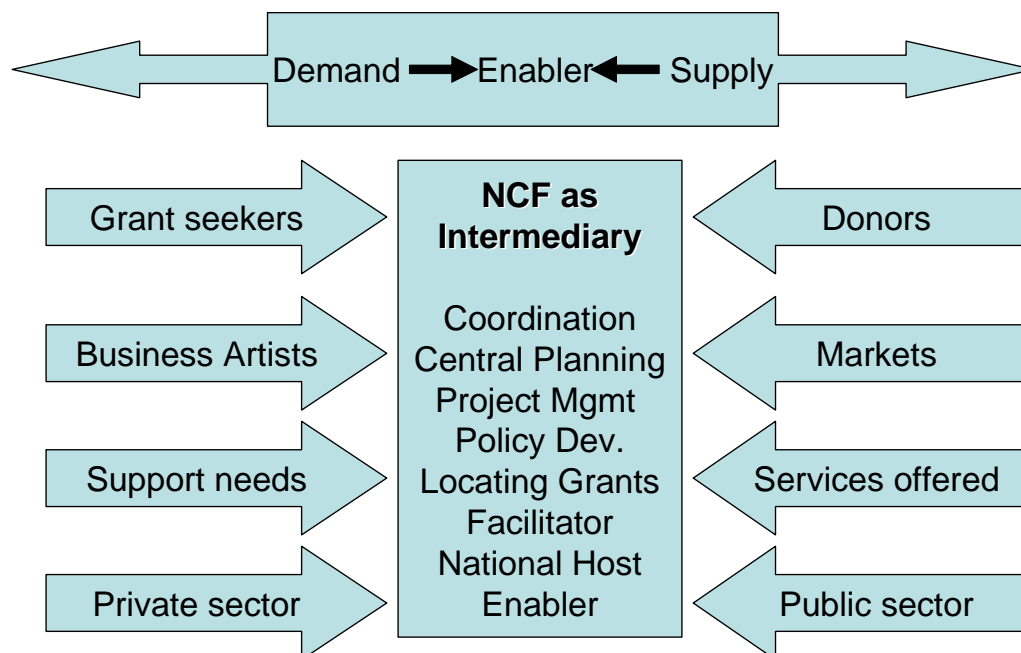 Demand Enabler Supply
Grant seekers
NCF as
Intermediary
Donors
Business Artists
Coordination
Central Planning
Project Mgmt
Policy Dev.
Locating Grants
Facilitator
National Host
Enabler
Markets
Support needs
Services offered
Private sector
Public sector